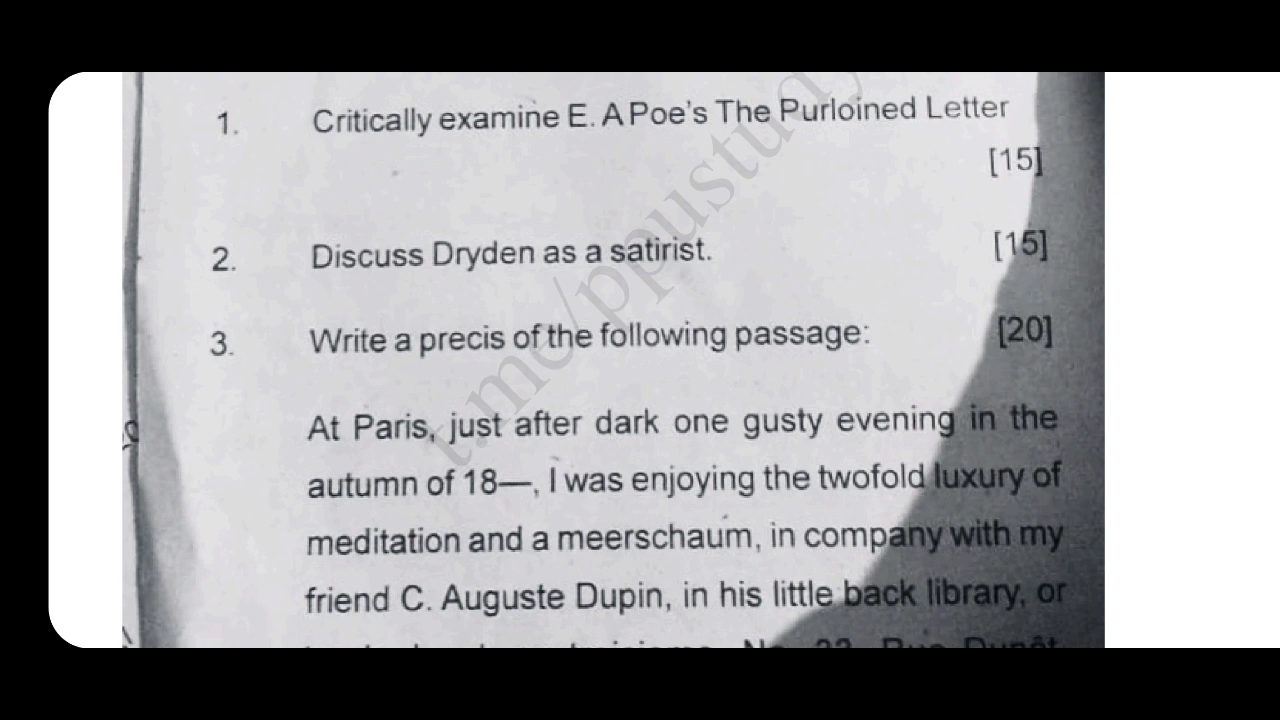 1. Critically examine E. A Poe's The Purloined Letter
[15]
2. Discuss Dryden as a satirist. [15]
3. Write a precis of the following passage: [20]
At Paris, just after dark one gusty evening in the
autumn of 18—, I was enjoying the twofold luxury of
meditation and a meerschaum, in company with my
friend C. Auguste Dupin, in his little back library, or
t.me/ppustudy